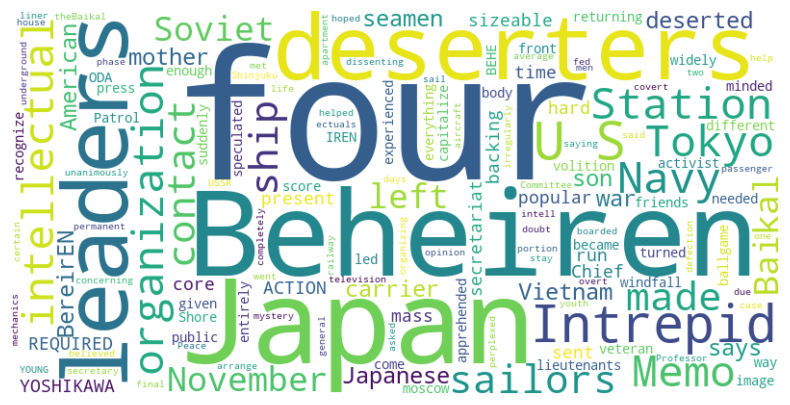 leaders
four
Beheiren
Japan
deserters
U S
Tokyo
Station
Navy
Intrepid
Memo
sailors
made
Baikal
organization
intellectual
contact
ship
left
November
Vietnam
carrier
Japanese
Soviet
mother
American
BereirEN
REQUIRED
YOSHIKAWA
ACTION
seamen
sizeable
deserted
returning
front
time
widely
hard
minded
different
backing
experienced
body
BEHE
everything
capitalize
secretariat
popular
war
son
activist
friends
needed
became
run
Chief
windfall
turned
ballgame
says
sent
veteran
way
image
lieutenants
apprehended
mass
come
moscow
led
present
core
given
public
Shore
entirely
score
enough
suddenly
speculated
press
ODA
Patrol
recognize
liner
theBaikal
house
phase
underground
met
Shinjuku
life
helped
ectuals
IREN
hoped
apartment
dissenting
sail
average
aircraft
irregularly
fed
men
covert
two
help
saying
said
Committee
passenger
unanimously
USSR
permanent
certain
concerning
believed
mechanics
YOUNG
secretary
final
case
arrange
Peace
went
mystery
general
completely
television
railway
days
asked
opinion
organizing
perplexed
doubt
stay
portion
boarded
intell
defection
overt
youth
Professor
one
due
volition